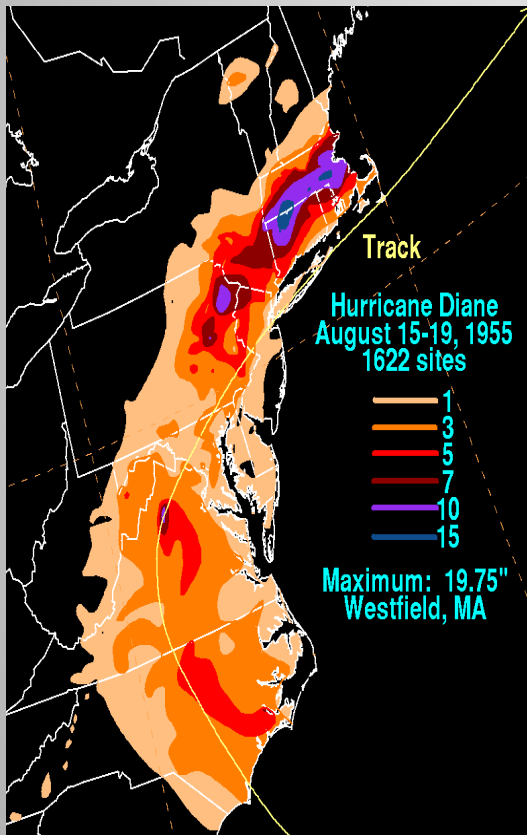 Track
Hurricane Diane
August 15-19, 1955
1622 sites
1
3
5
7
10
15
Maximum: 19.75"
Westfield, MA